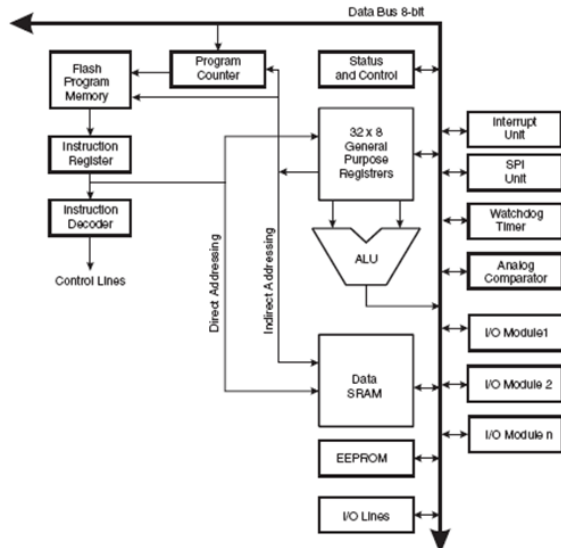 Data Bus 8-bit
Flash
Program
Memory
Program
Counter
Status
and Control
Instruction
Register
32 x 8
General
Purpose
Registrers
Interrupt
Unit
SPI
Unit
Instruction
Decoder
Watchdog
Timer
Direct Addressing
Indirect Addressing
ALU
Analog
Comparator
Control Lines
I/O Module1
Data
SRAM
I/O Module 2
I/O Module n
EEPROM
I/O Lines